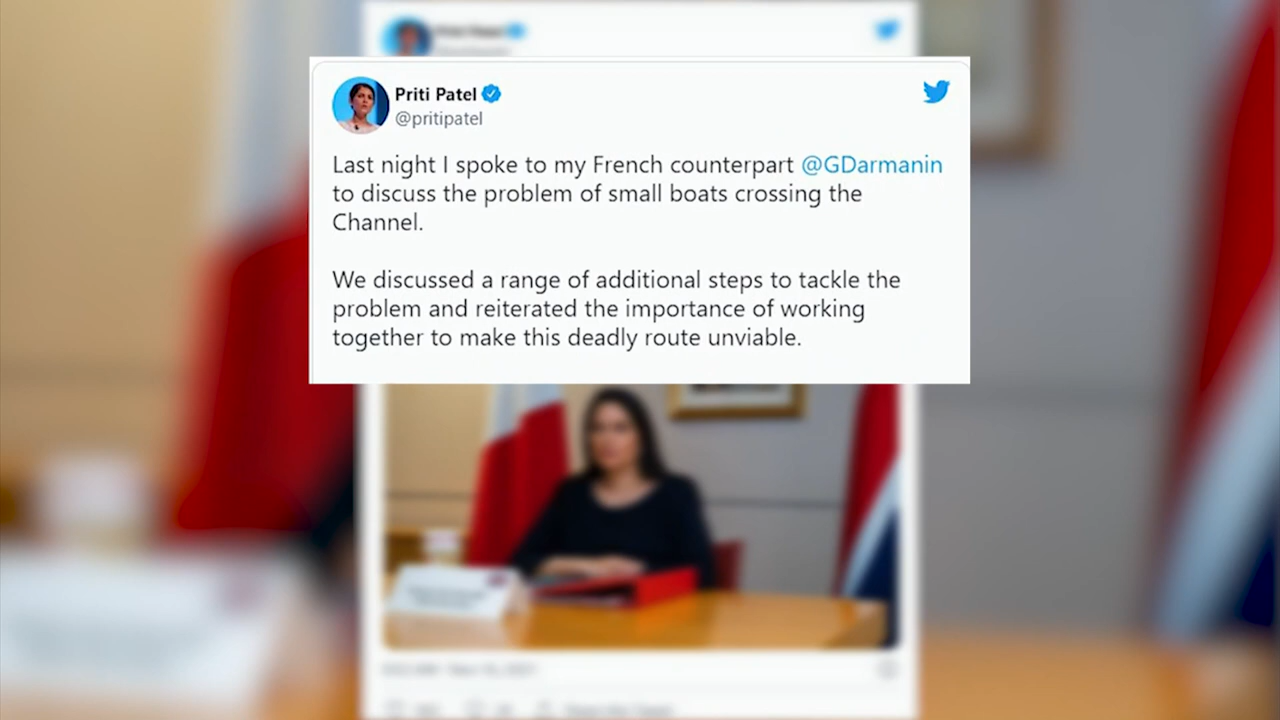 Priti Patel
@pritipatel
Last night I spoke to my French counterpart @GDarmanin
to discuss the problem of small boats crossing the
Channel.
We discussed a range of additional steps to tackle the
problem and reiterated the importance of working
together to make this deadly route unviable.